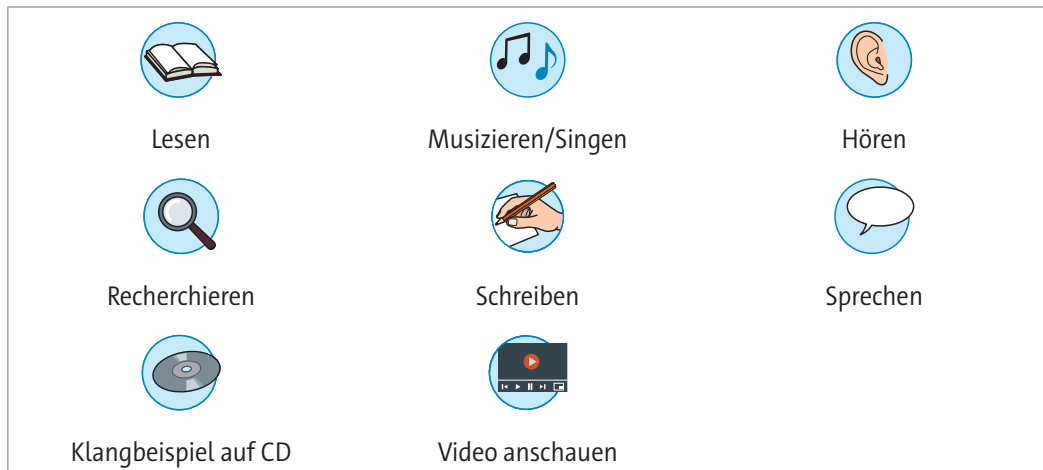 Lesen
Musizieren/Singen
Hören
Recherchieren
Schreiben
Sprechen
Klangbeispiel auf CD
Video anschauen